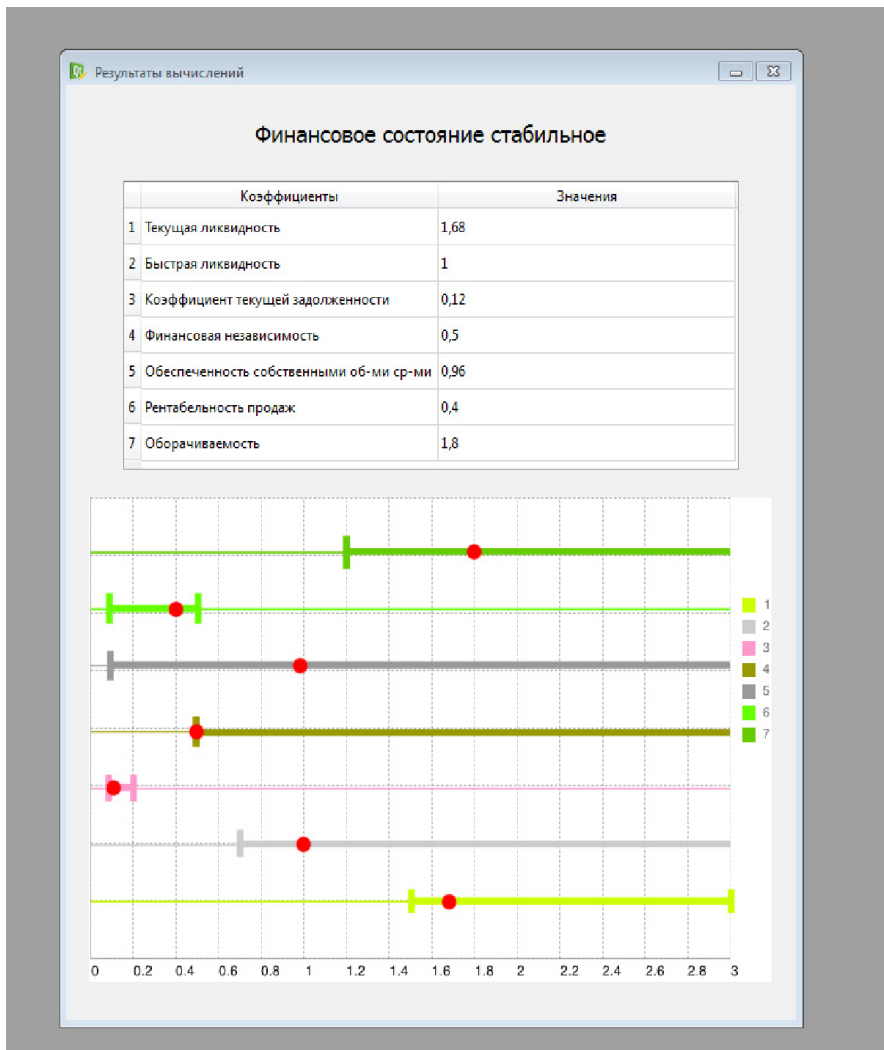 Результаты вычислений
Финансовое состояние стабильное
Коэффициенты Значения
1 Текущая ликвидность 1,68
2 Быстрая ликвидность 1
3 Коэффициент текущей задолженности 0,12
4 Финансовая независимость 0,5
5 Обеспеченность собственными об-ми ср-ми 0,96
6 Рентабельность продаж 0,4
7 Оборачиваемость 1,8
1
2
3
4
5
6
7
0 0.2 0.4 0.6 0.8 1 1.2 1.4 1.6 1.8 2 2.2 2.4 2.6 2.8 3